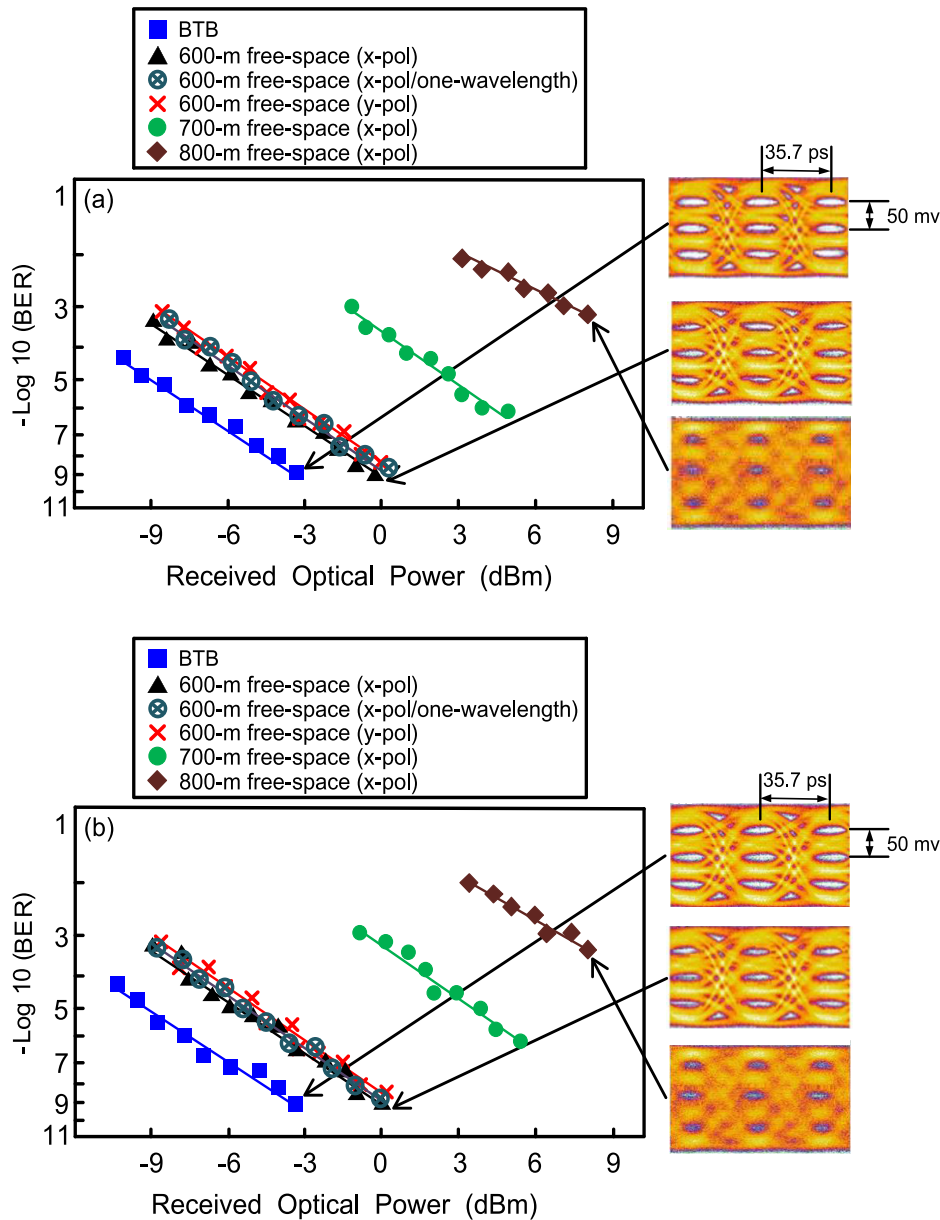 BTB
600-m free-space (x-pol)
600-m free-space (x-pol/one-wavelength)
600-m free-space (y-pol)
700-m free-space (x-pol)
800-m free-space (x-pol)
(a)
1
3
5
7
9
11
-Log 10 (BER)
-9 -6 -3 0 3 6 9
Received Optical Power (dBm)
35.7 ps
50 mv
BTB
600-m free-space (x-pol)
600-m free-space (x-pol/one-wavelength)
600-m free-space (y-pol)
700-m free-space (x-pol)
800-m free-space (x-pol)
(b)
1
3
5
7
9
11
-Log 10 (BER)
-9 -6 -3 0 3 6 9
Received Optical Power (dBm)
35.7 ps
50 mv